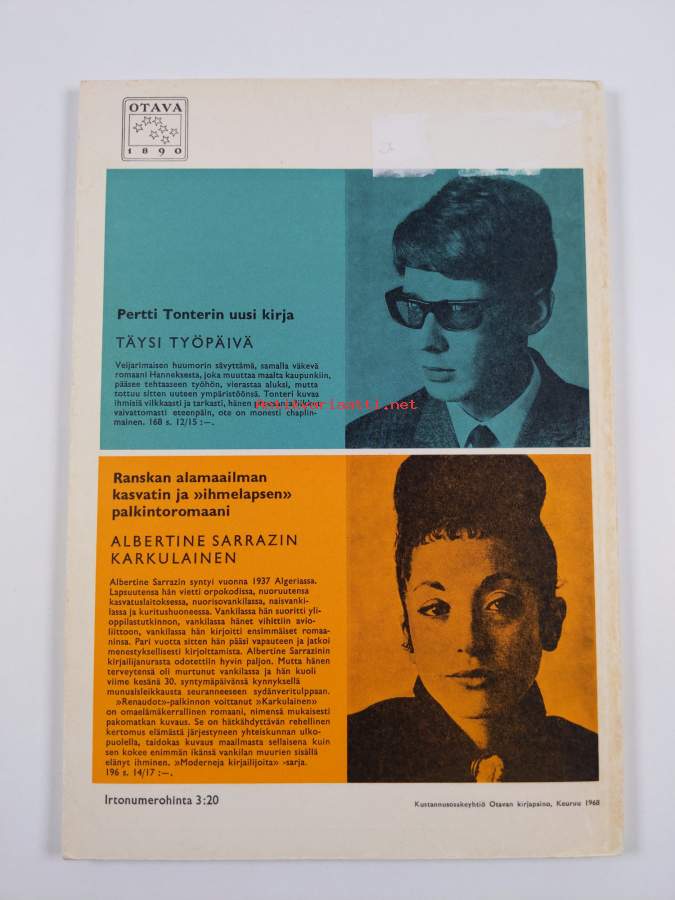 OTAVA
1890
Pertti Tonterin uusi kirja
TÄYSI TYÖPÄIVÄ
Veijarimaisen huumorin sävyttämä, samalla väkevä
romaani Hanneksesta, joka muuttaa maalta kaupunkiin,
pääsee tehtaaseen työhön, vierastaa aluksi, mutta
tottuu sitten uuteen ympäristöönsä. Tonteri kuvaa
ihmisiä vilkkaasti ja tarkasti, hänen proosansa liikkuu
vaivattomasti eteenpäin, ote on monesti chaplin-
mainen. 168 s. 12/15 :—.
Antikvariaatti.net
Ranskan alamaailman
kasvatin ja »ihmelapsen»
palkintoromaani
ALBERTINE SARRAZIN
KARKULAINEN
Albertine Sarrazin syntyi vuonna 1937 Algeriassa.
Lapsuutensa hän vietti orpokodissa, nuoruutensa
kasvatuslaitoksessa, nuorisovankilassa, naisvanki-
lassa ja kuritushuoneessa. Vankilassa hän suoritti yli-
oppilastutkinnon, vankilassa hänet vihittiin avio-
liittoon, vankilassa hän kirjoitti ensimmäiset romaa-
ninsa. Pari vuotta sitten hän pääsi vapauteen ja jatkoi
menestyksellisesti kirjoittamista. Albertine Sarrazinin
kirjailijanurasta odotettiin hyvin paljon. Mutta hänen
terveytensä oli murtunut vankilassa ja hän kuoli
viime kesänä 30. syntymäpäivänsä kynnyksellä
munuaisleikkausta seuranneeseen sydänveritulppaan.
»Renaudot»-palkinnon voittanut »Karkulainen»
on omaelämäkerrallinen romaani, nimensä mukaisesti
pakomatkan kuvaus. Se on hätkähdyttävän rehellinen
kertomus elämästä järjestyneen yhteiskunnan ulko-
puolella, taidokas kuvaus maailmasta sellaisena kuin
sen kokee enimmän ikänsä vankilan muurien sisällä
elänyt ihminen. »Moderneja kirjailijoita» -sarja.
196 s. 14/17 :—.
Irtonumerohinta 3:20
Kustannusosakeyhtiö Otavan kirjapaino, Keuruu 1968